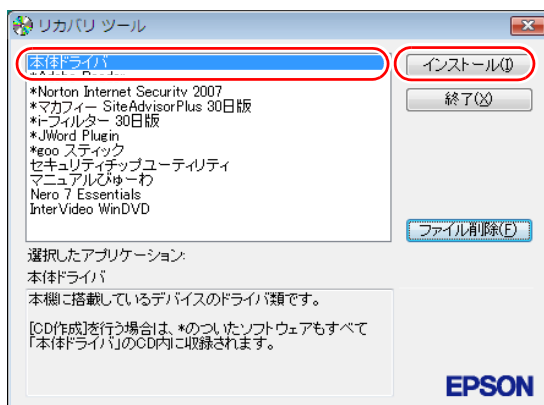 リカバリ ツール
本体ドライバ
*Adobe Reader
*Norton Internet Security 2007
*マカフィー SiteAdvisorPlus 30日版
*i-フィルター 30日版
*JWord Plugin
*goo スティック
セキュリティチップユーティリティ
マニュアルびゅーわ
Nero 7 Essentials
InterVideo WinDVD
インストール(I)
終了(X)
ファイル削除(F)
選択したアプリケーション:
本体ドライバ
本機に搭載しているデバイスのドライバ類です。
[CD作成]を行う場合は、*のついたソフトウェアもすべて
「本体ドライバ」のCD内に収録されます。
EPSON